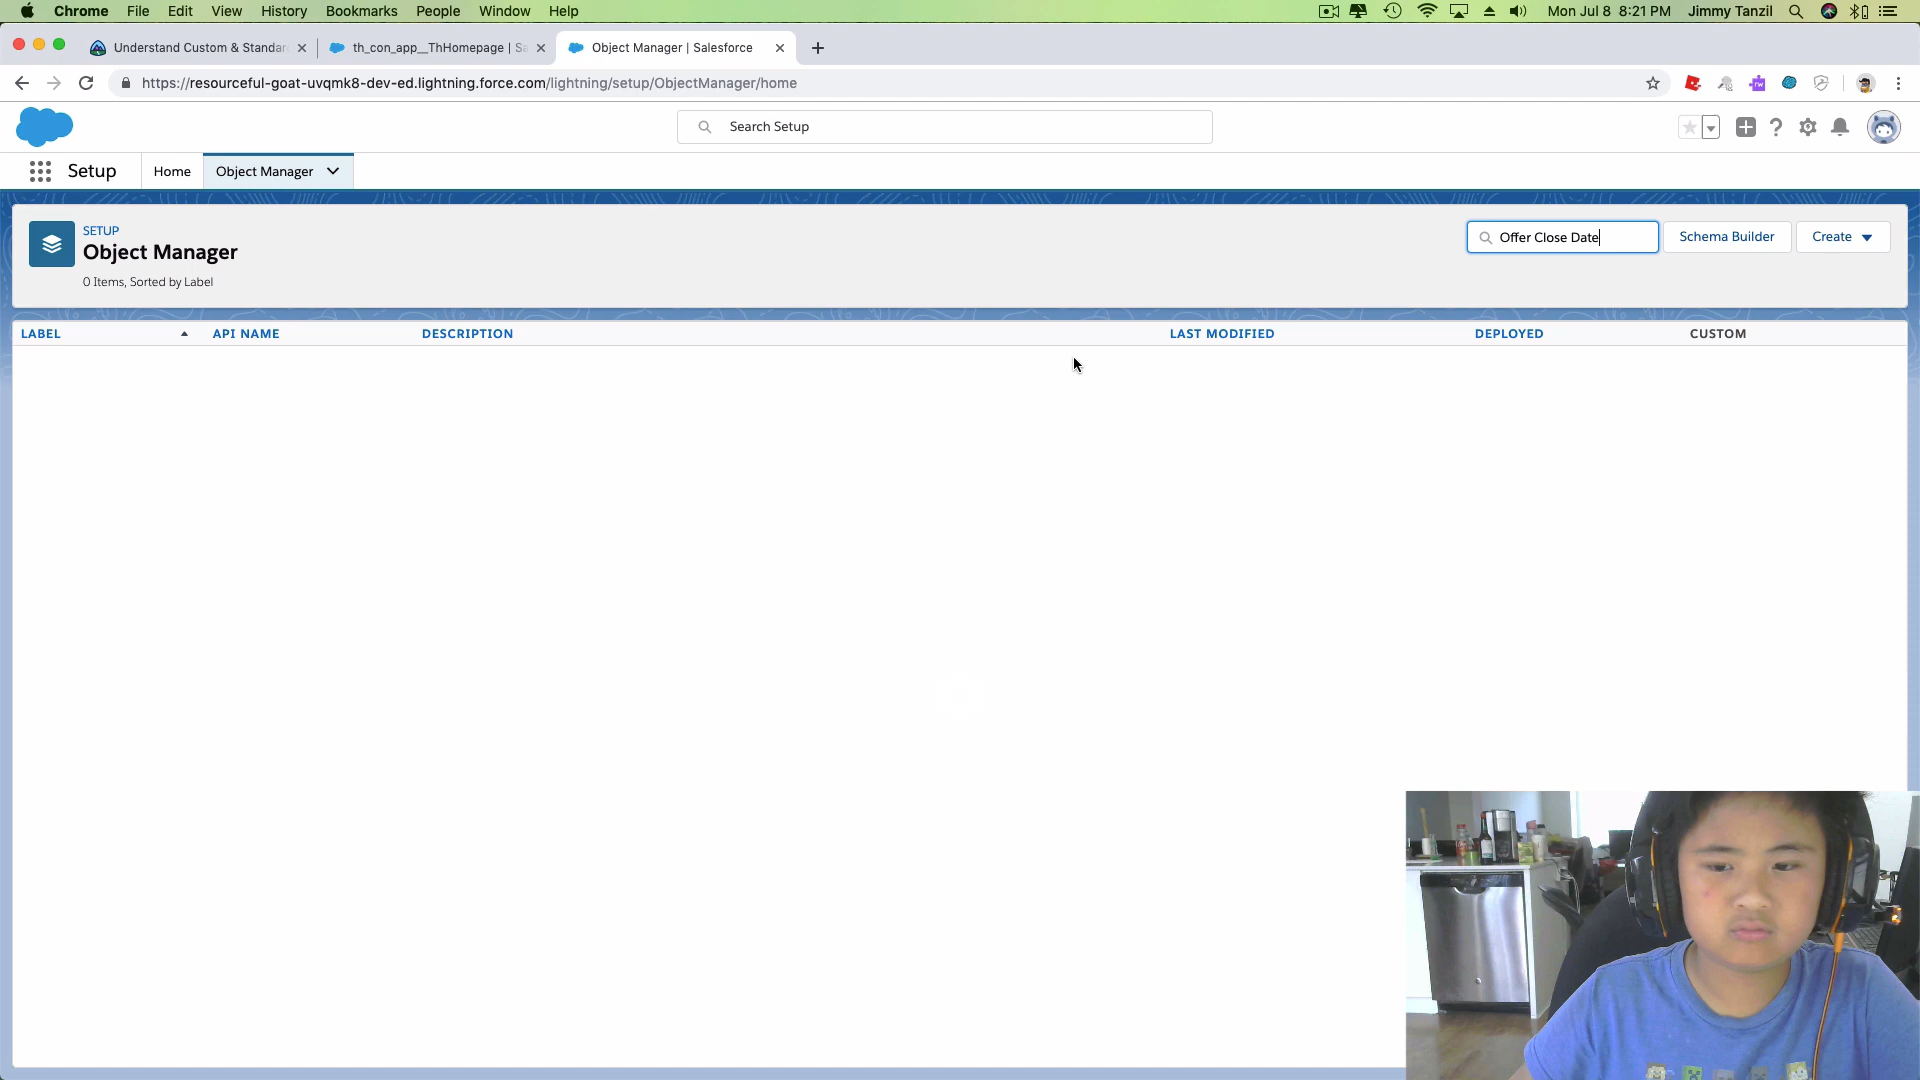 Chrome File Edit View History Bookmarks People Window Help Mon Jul 8 8:21 PM Jimmy Tanzil
Understand Custom & Standar
th_con_app__ThHomepage | Sa
Object Manager | Salesforce
https://resourceful-goat-uvqmk8-dev-ed.lightning.force.com/lightning/setup/ObjectManager/home
Search Setup
Setup Home Object Manager
SETUP
Object Manager
0 Items, Sorted by Label
Offer Close Date
Schema Builder
Create
LABEL API NAME DESCRIPTION LAST MODIFIED DEPLOYED CUSTOM